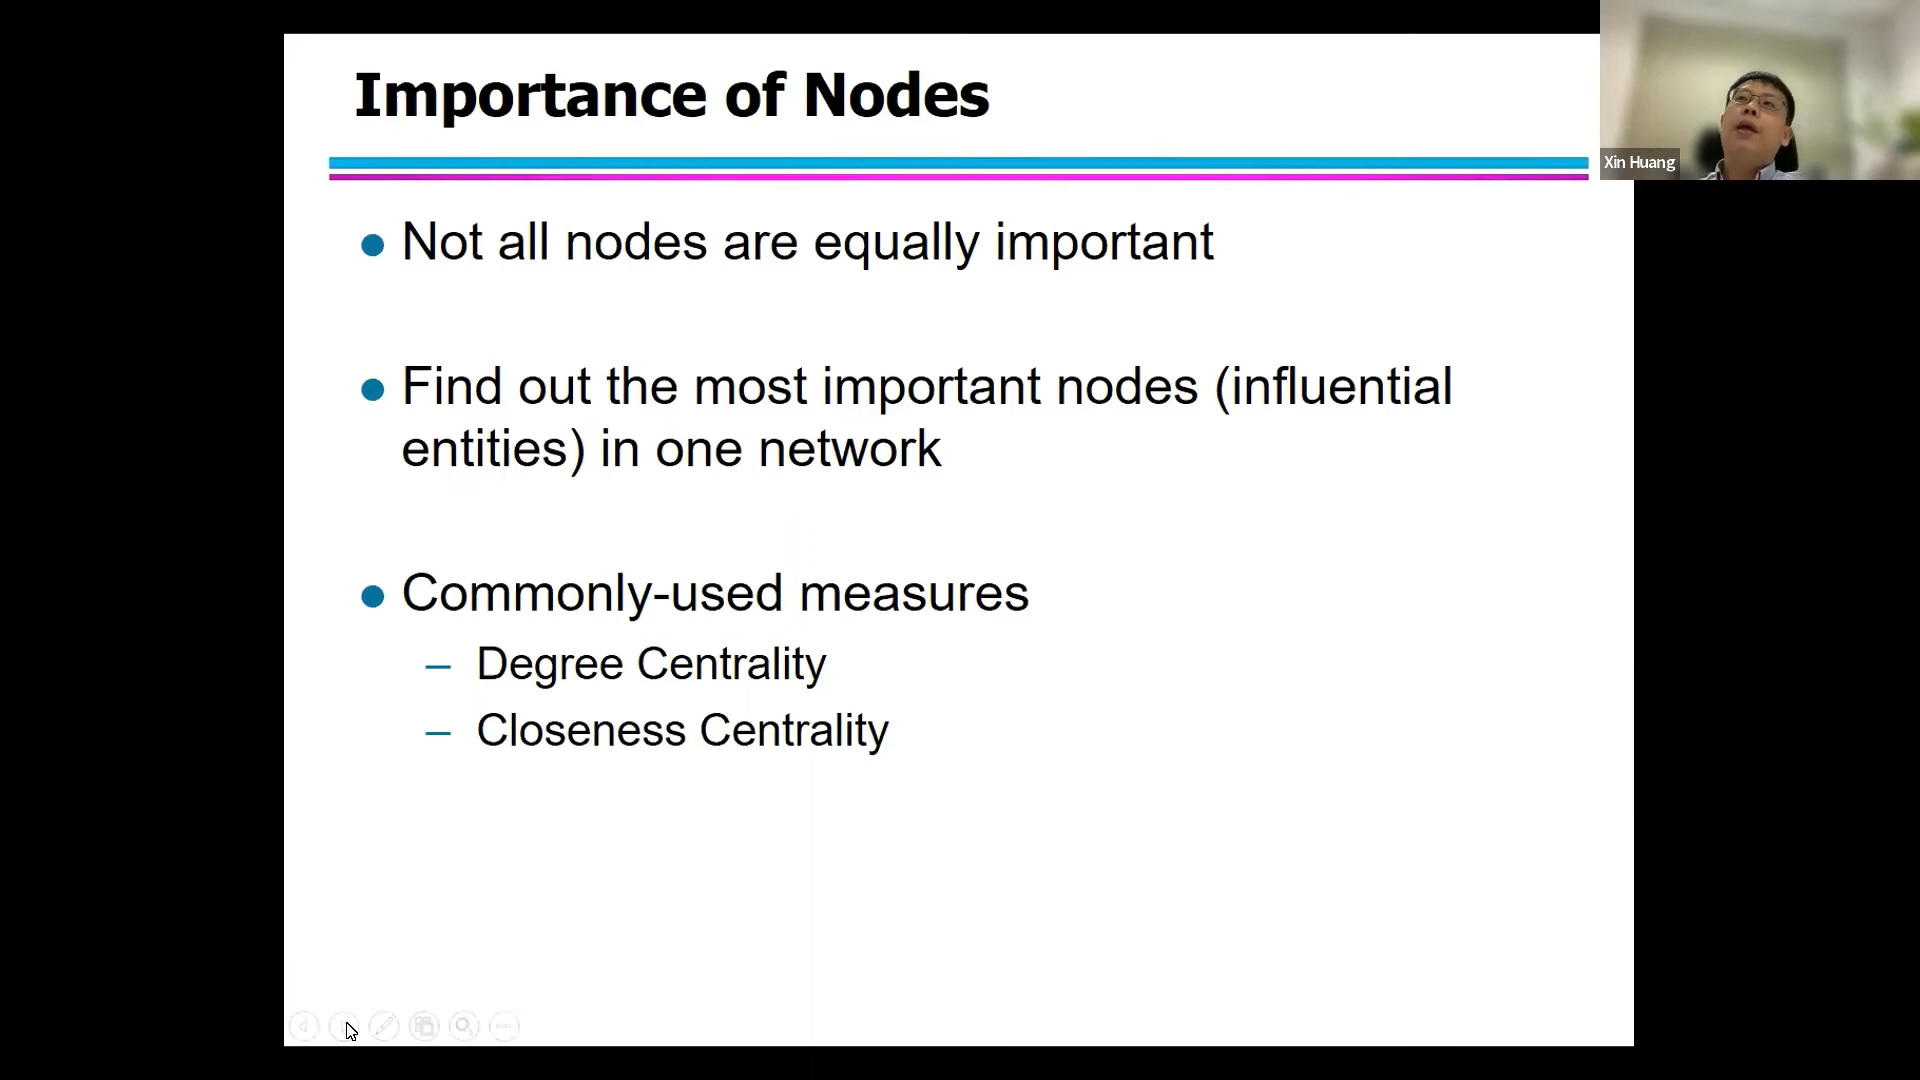 Importance of Nodes
Xin Huang
● Not all nodes are equally important
● Find out the most important nodes (influential
entities) in one network
● Commonly-used measures
– Degree Centrality
– Closeness Centrality